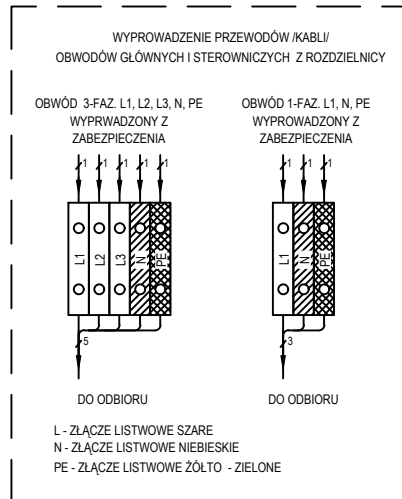 WYPROWADZENIE PRZEWODÓW /KABLI/
OBWODÓW GŁÓWNYCH I STEROWNICZYCH Z ROZDZIELNICY
OBWÓD 3-FAZ. L1, L2, L3, N, PE
WYPRWADZONY Z
ZABEZPIECZENIA
1 1 1 1 1
L1 L2 L3 N PE
5
DO ODBIORU
OBWÓD 1-FAZ. L1, N, PE
WYPROWADZONY Z
ZABEZPIECZENIA
1 1 1
L1 N PE
3
DO ODBIORU
L - ZŁĄCZE LISTWOWE SZARE
N - ZŁĄCZE LISTWOWE NIEBIESKIE
PE - ZŁĄCZE LISTWOWE ŻÓŁTO - ZIELONE